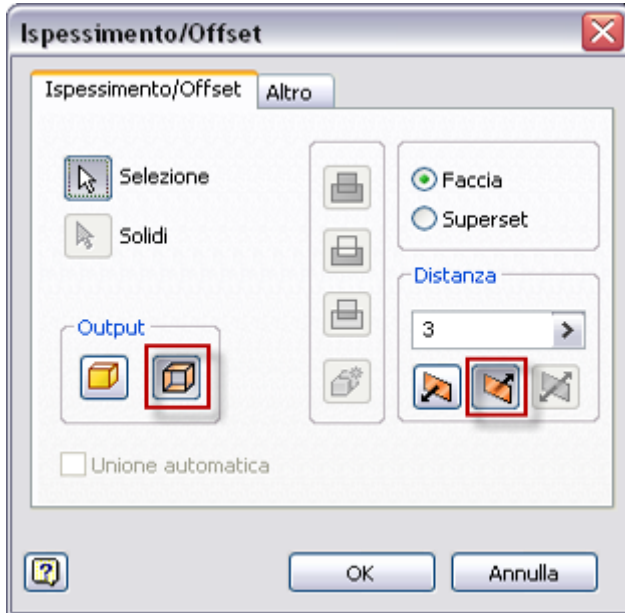 Ispessimento/Offset
Ispessimento/Offset
Altro
Selezione
Solidi
Faccia
Superset
Output
Distanza
3
Unione automatica
OK
Annulla